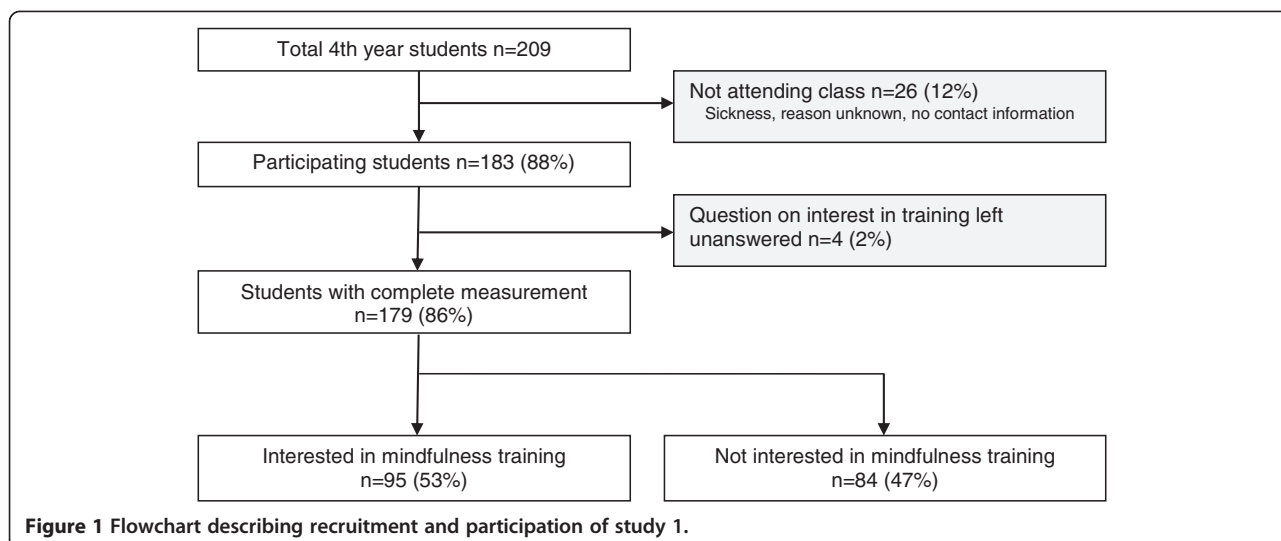 Total 4th year students n=209
Not attending class n=26 (12%)
Sickness, reason unknown, no contact information
Participating students n=183 (88%)
Question on interest in training left
unanswered n=4 (2%)
Students with complete measurement
n=179 (86%)
Interested in mindfulness training
n=95 (53%)
Not interested in mindfulness training
n=84 (47%)
Figure 1 Flowchart describing recruitment and participation of study 1.